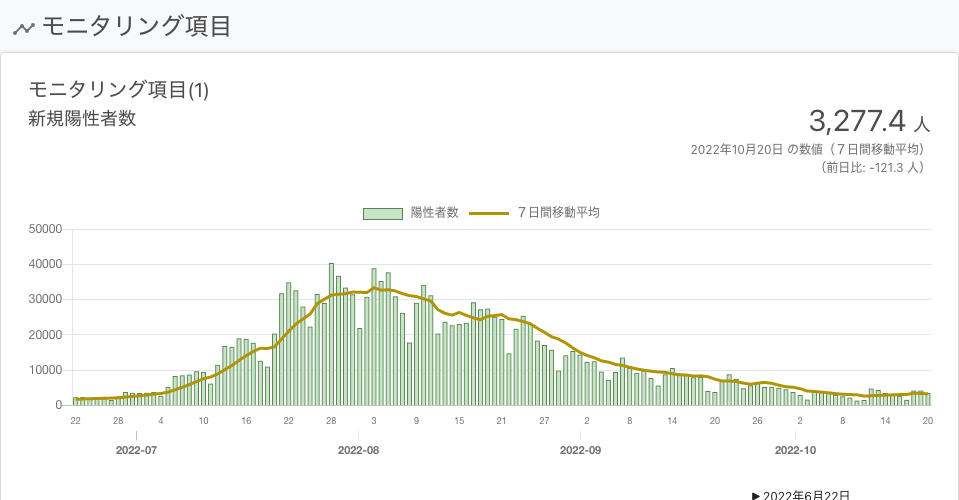 モニタリング項目
モニタリング項目(1)
新規陽性者数
3,277.4 人
2022年10月20日 の数値（７日間移動平均）
（前日比: -121.3 人）
陽性者数 ７日間移動平均
50000
40000
30000
20000
10000
0
22 28 4 10 16 22 28 3 9 15 21 27 2 8 14 20 26 2 8 14 20
2022-07 2022-08 2022-09 2022-10
▶ 2022年6月22日